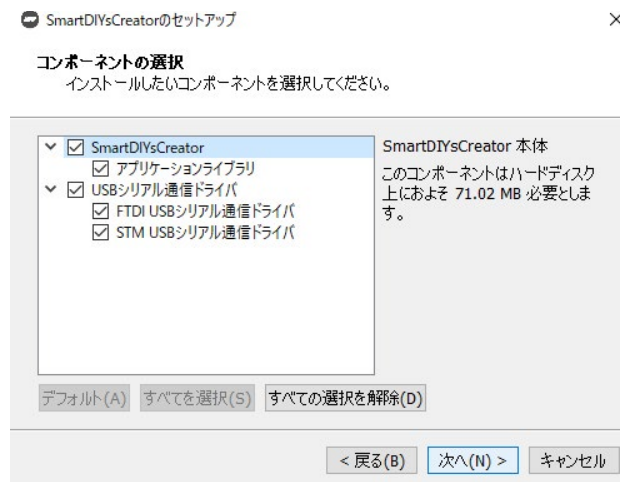 SmartDIYsCreatorのセットアップ
コンポーネントの選択
インストールしたいコンポーネントを選択してください。
SmartDIYsCreator
アプリケーションライブラリ
USBシリアル通信ドライバ
FTDI USBシリアル通信ドライバ
STM USBシリアル通信ドライバ
SmartDIYsCreator 本体
このコンポーネントはハードディスク
上におよそ 71.02 MB 必要としま
す。
デフォルト(A) すべてを選択(S) すべての選択を解除(D)
< 戻る(B) 次へ(N) > キャンセル